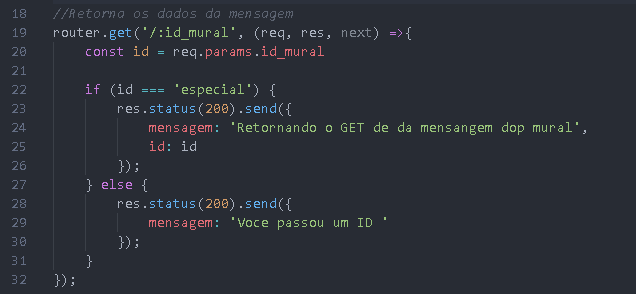 18 //Retorna os dados da mensagem
19 router.get('/:id_mural', (req, res, next) =>{
20     const id = req.params.id_mural
21
22     if (id === 'especial') {
23         res.status(200).send({
24             mensagem: 'Retornando o GET de da mensangem dop mural',
25             id: id
26         });
27     } else {
28         res.status(200).send({
29             mensagem: 'Voce passou um ID '
30         });
31     }
32 });